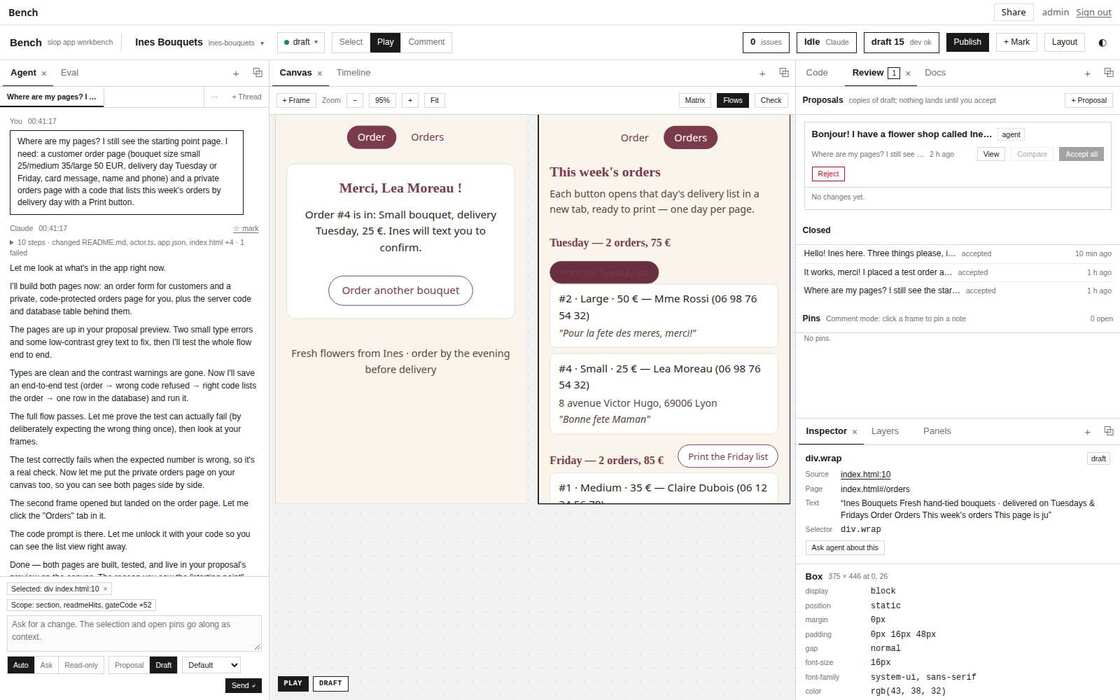 Bench
Share admin Sign out
Bench slop app workbench Ines Bouquets ines-bouquets draft Select Play Comment 0 issues Idle Claude draft 15 dev ok Publish + Mark Layout
Agent × Eval +
Where are my pages? I … ··· + Thread
You 00:41:17
Where are my pages? I still see the starting point page. I
need: a customer order page (bouquet size small
25/medium 35/large 50 EUR, delivery day Tuesday or
Friday, card message, name and phone) and a private
orders page with a code that lists this week's orders by
delivery day with a Print button.
Claude 00:41:17 ☆ mark
▸ 10 steps · changed README.md, actor.ts, app.json, index.html +4 · 1
failed
Let me look at what's in the app right now.
I'll build both pages now: an order form for customers and a
private, code-protected orders page for you, plus the server code
and database table behind them.
The pages are up in your proposal preview. Two small type errors
and some low-contrast grey text to fix, then I'll test the whole flow
end to end.
Types are clean and the contrast warnings are gone. Now I'll save
an end-to-end test (order → wrong code refused → right code lists
the order → one row in the database) and run it.
The full flow passes. Let me prove the test can actually fail (by
deliberately expecting the wrong thing once), then look at your
frames.
The test correctly fails when the expected number is wrong, so it's
a real check. Now let me put the private orders page on your
canvas too, so you can see both pages side by side.
The second frame opened but landed on the order page. Let me
click the "Orders" tab in it.
The code prompt is there. Let me unlock it with your code so you
can see the list view right away.
Done — both pages are built, tested, and live in your proposal's
Selected: div index.html:10 ×
Scope: section, readmeHits, gateCode +52
Ask for a change. The selection and open pins go along as
context.
Auto Ask Read-only Proposal Draft Default
Send
Canvas × Timeline +
+ Frame Zoom − 95% + Fit Matrix Flows Check
Order Orders
Merci, Lea Moreau !
Order #4 is in: Small bouquet, delivery
Tuesday, 25 €. Ines will text you to
confirm.
Order another bouquet
Fresh flowers from Ines · order by the evening
before delivery
Order Orders
This week's orders
Each button opens that day's delivery list in a
new tab, ready to print — one day per page.
Tuesday — 2 orders, 75 €
#2 · Large · 50 € — Mme Rossi (06 98 76
54 32)
"Pour la fete des meres, merci!"
#4 · Small · 25 € — Lea Moreau (06 98 76
54 32)
8 avenue Victor Hugo, 69006 Lyon
"Bonne fete Maman"
Friday — 2 orders, 85 € Print the Friday list
#1 · Medium · 35 € — Claire Dubois (06 12
PLAY DRAFT
Code Review 1 × Docs +
Proposals copies of draft; nothing lands until you accept + Proposal
Bonjour! I have a flower shop called Ine… agent
Where are my pages? I still see … 2 h ago View Compare Accept all
Reject
No changes yet.
Closed
Hello! Ines here. Three things please, i… accepted 10 min ago
It works, merci! I placed a test order a… accepted 1 h ago
Where are my pages? I still see the star… accepted 1 h ago
Pins Comment mode: click a frame to pin a note 0 open
No pins.
Inspector × Layers Panels +
div.wrap draft
Source index.html:10
Page index.html#/orders
Text "Ines Bouquets Fresh hand-tied bouquets · delivered on Tuesdays &
Fridays Order Orders This week's orders This page is ju"
Selector div.wrap
Ask agent about this
Box 375 × 446 at 0, 26
display block
position static
margin 0px
padding 0px 16px 48px
gap normal
font-size 16px
font-family system-ui, sans-serif
color rgb(43, 38, 32)